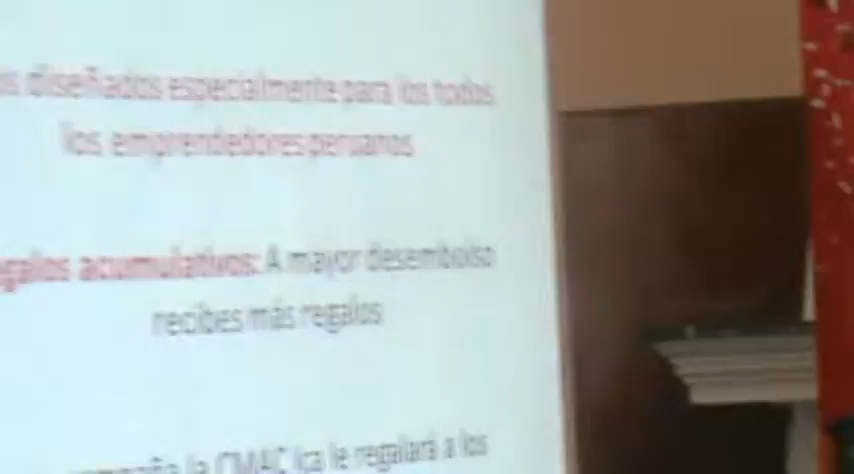 diseñados especialmente para los todos
los emprendedores peruanos
galos acumulativos: A mayor desembolso
recibes más regalos
la CMAC Ica le regalará a los